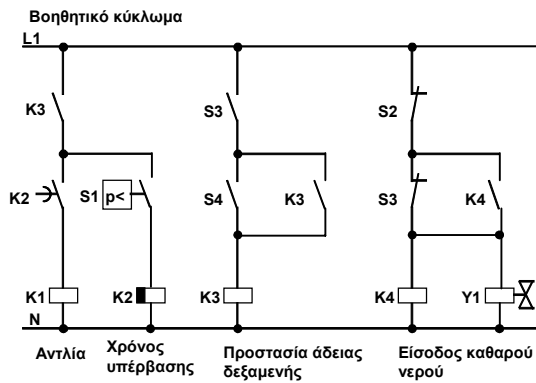 Βοηθητικό κύκλωμα
L1
K3
S3
S2
K2
S1
p<
S4
K3
S3
K4
K1
K2
K3
K4
Y1
N
Αντλία
Χρόνος
υπέρβασης
Προστασία άδειας
δεξαμενής
Είσοδος καθαρού
νερού